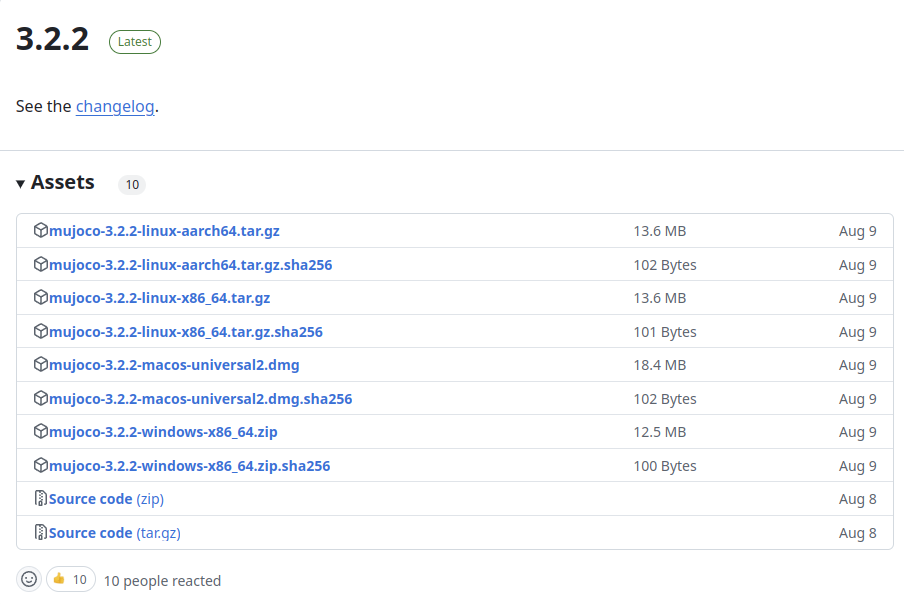 3.2.2 Latest
See the changelog.
Assets 10
mujoco-3.2.2-linux-aarch64.tar.gz 13.6 MB Aug 9
mujoco-3.2.2-linux-aarch64.tar.gz.sha256 102 Bytes Aug 9
mujoco-3.2.2-linux-x86_64.tar.gz 13.6 MB Aug 9
mujoco-3.2.2-linux-x86_64.tar.gz.sha256 101 Bytes Aug 9
mujoco-3.2.2-macos-universal2.dmg 18.4 MB Aug 9
mujoco-3.2.2-macos-universal2.dmg.sha256 102 Bytes Aug 9
mujoco-3.2.2-windows-x86_64.zip 12.5 MB Aug 9
mujoco-3.2.2-windows-x86_64.zip.sha256 100 Bytes Aug 9
Source code (zip) Aug 8
Source code (tar.gz) Aug 8
10 10 people reacted